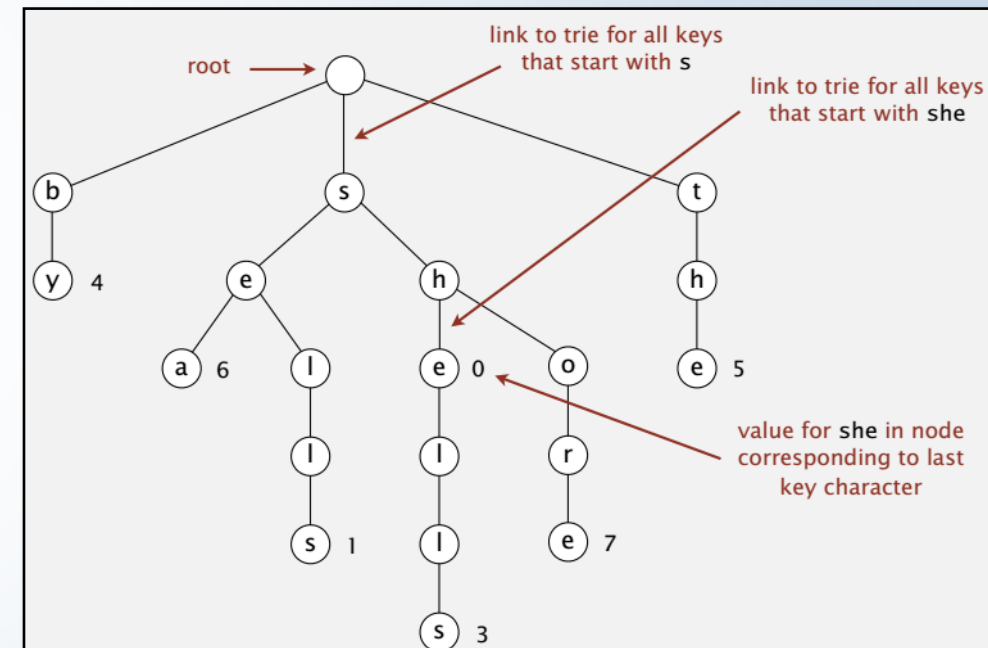 link to trie for all keys
that start with s
root
link to trie for all keys
that start with she
b
s
t
y 4
e
h
h
a 6
l
e 0
o
e 5
l
l
r
value for she in node
corresponding to last
key character
s 1
l
e 7
s 3